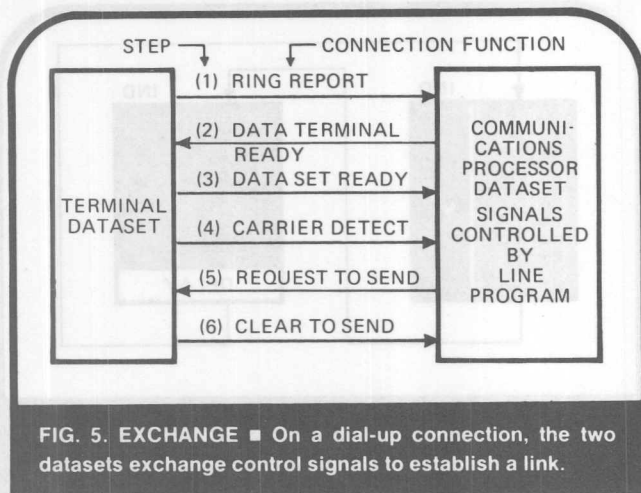 STEP
CONNECTION FUNCTION
(1) RING REPORT
(2) DATA TERMINAL
READY
(3) DATA SET READY
(4) CARRIER DETECT
(5) REQUEST TO SEND
(6) CLEAR TO SEND
TERMINAL
DATASET
COMMUNI-
CATIONS
PROCESSOR
DATASET
SIGNALS
CONTROLLED
BY
LINE
PROGRAM
FIG. 5. EXCHANGE ■ On a dial-up connection, the two
datasets exchange control signals to establish a link.